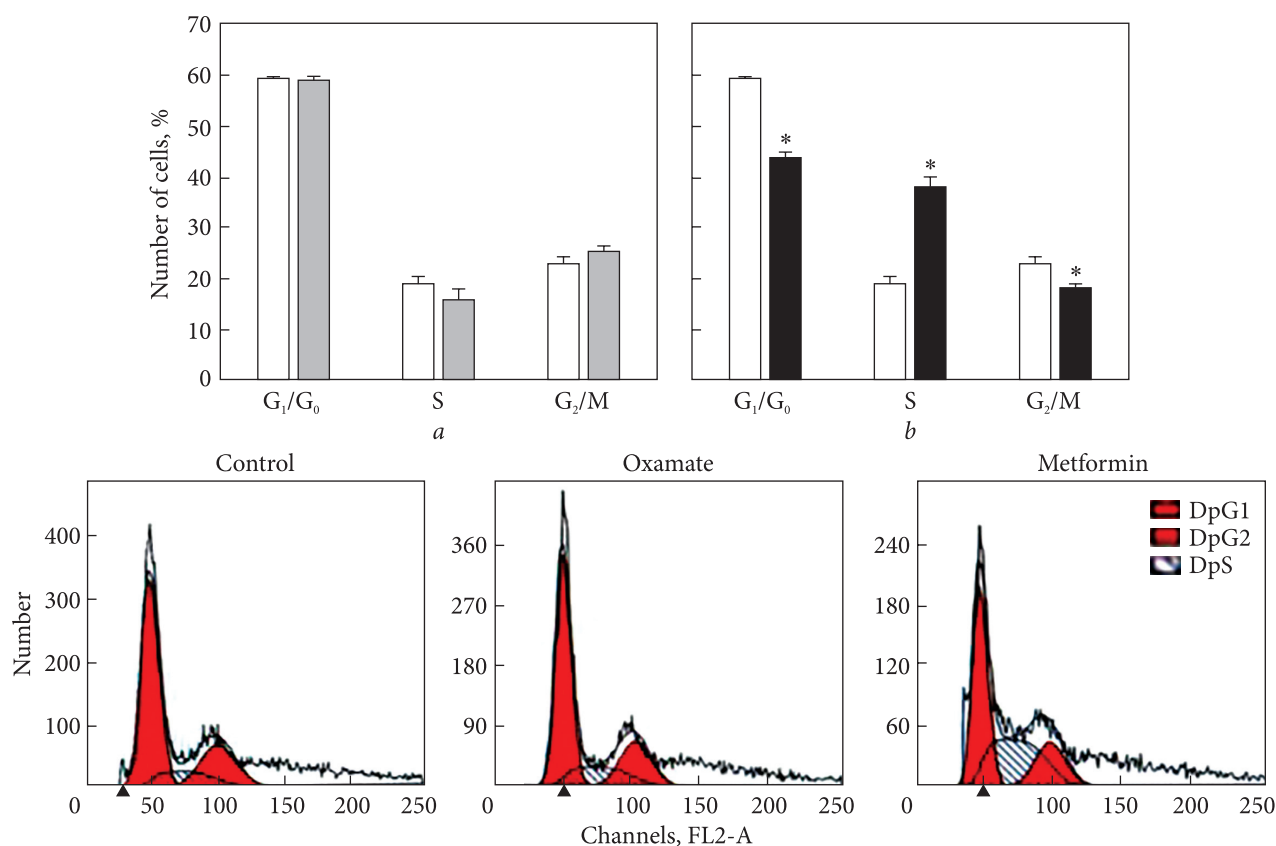 70
60
50
40
30
20
10
0
Number of cells, %
*
*
*
G₁/G₀ S G₂/M
G₁/G₀ S G₂/M
a
b
Control
Oxamate
Metformin
400
300
200
100
Number
0 50 100 150 200 250
360
270
180
90
0 100 150 200 250
240
180
120
60
0 100 150 200 250
DpG1
DpG2
DpS
Channels, FL2-A